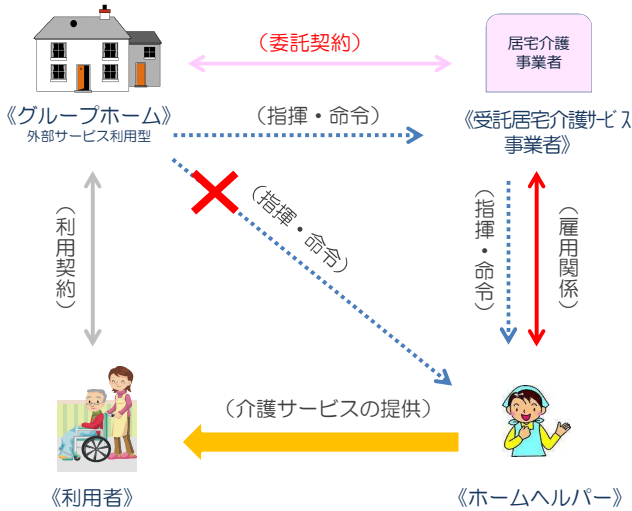 （委託契約）
居宅介護
事業者
《グループホーム》
外部サービス利用型
（指揮・命令）
《受託居宅介護サービス
事業者》
（指揮・命令）
（利用契約）
（指揮・命令）
（雇用関係）
（介護サービスの提供）
《利用者》
《ホームヘルパー》